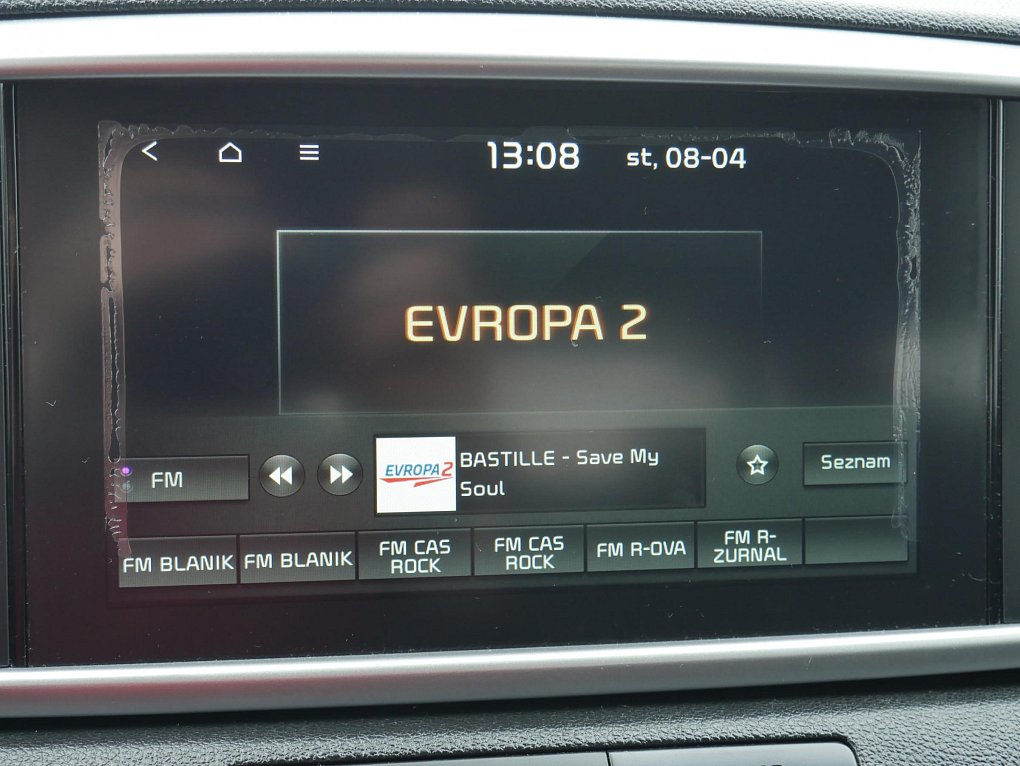 13:08 st, 08-04
EVROPA 2
FM
EVROPA 2
BASTILLE - Save My
Soul
Seznam
FM BLANIK
FM BLANIK
FM CAS
ROCK
FM CAS
ROCK
FM R-OVA
FM R-
ZURNAL